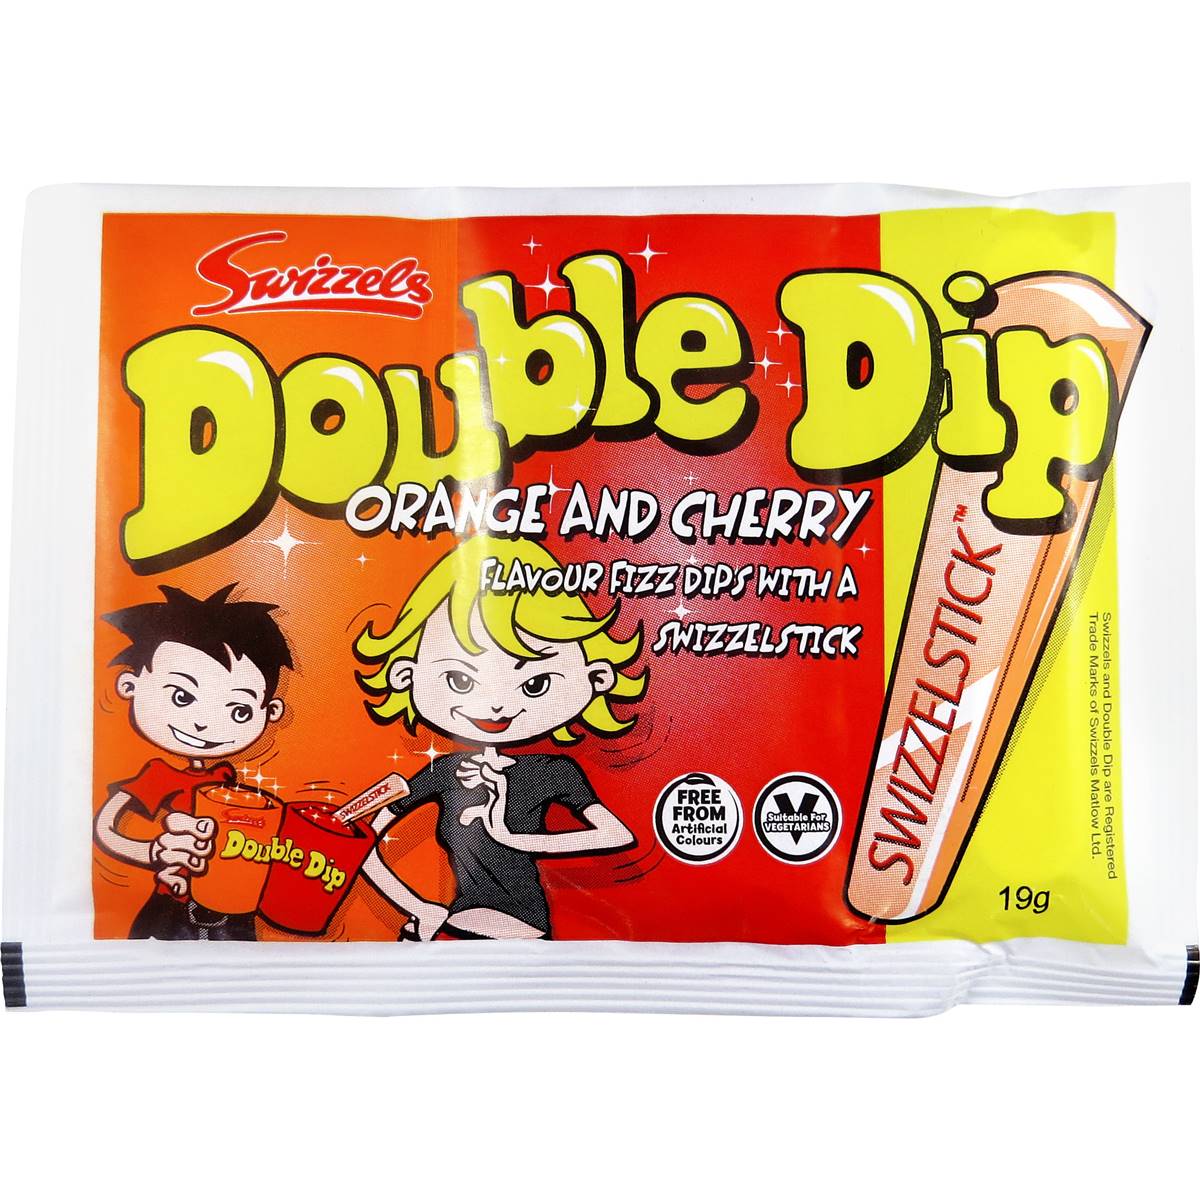 Swizzels
Double Dip
ORANGE AND CHERRY
FLAVOUR FIZZ DIPS WITH A
SWIZZELSTICK
SWIZZELSTICK™
Swizzels and Double Dip are Registered
Trade Marks of Swizzels Matlow Ltd.
SWIZZELSTICK
Swizzels
Double Dip
FREE
FROM
Artificial
Colours
Suitable For
VEGETARIANS
19g